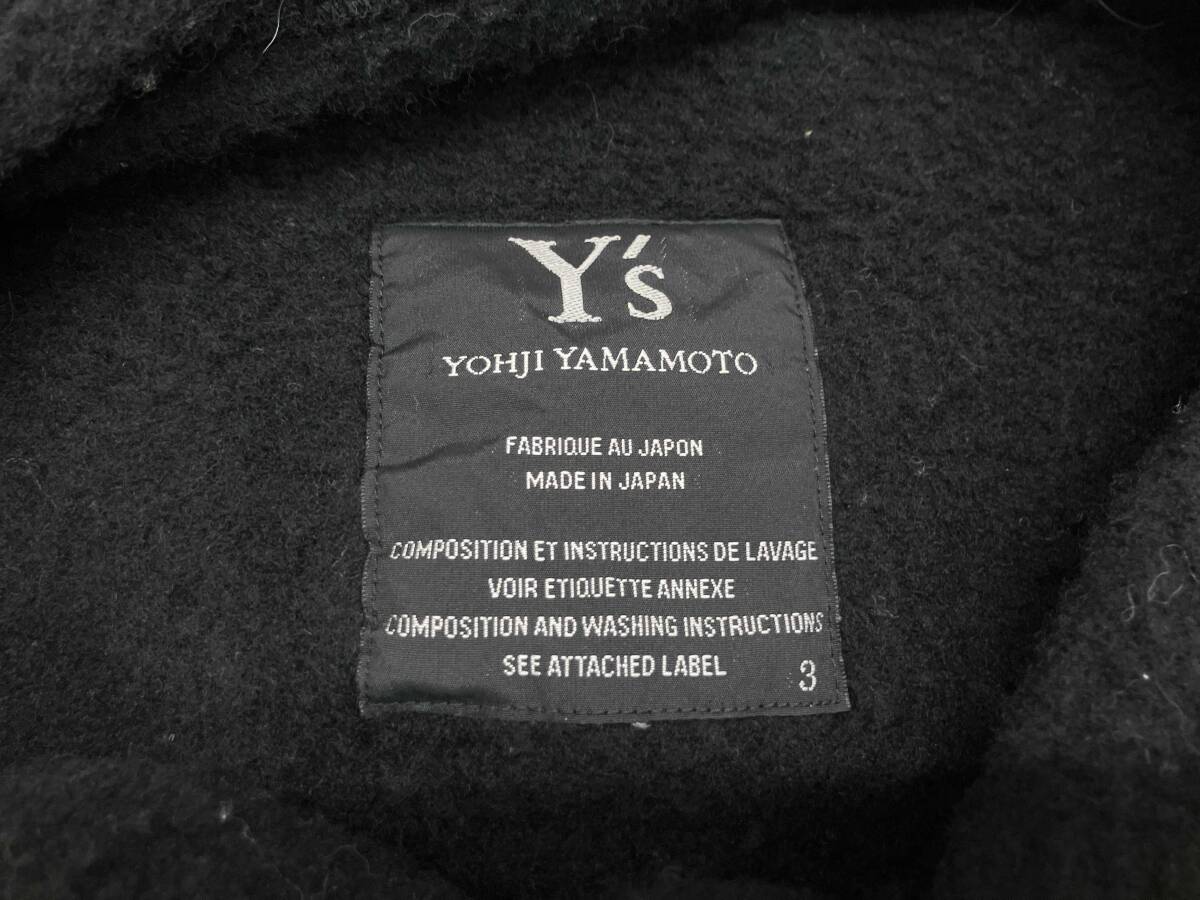 Y's
YOHJI YAMAMOTO
FABRIQUE AU JAPON
MADE IN JAPAN
COMPOSITION ET INSTRUCTIONS DE LAVAGE
VOIR ETIQUETTE ANNEXE
COMPOSITION AND WASHING INSTRUCTIONS
SEE ATTACHED LABEL
3